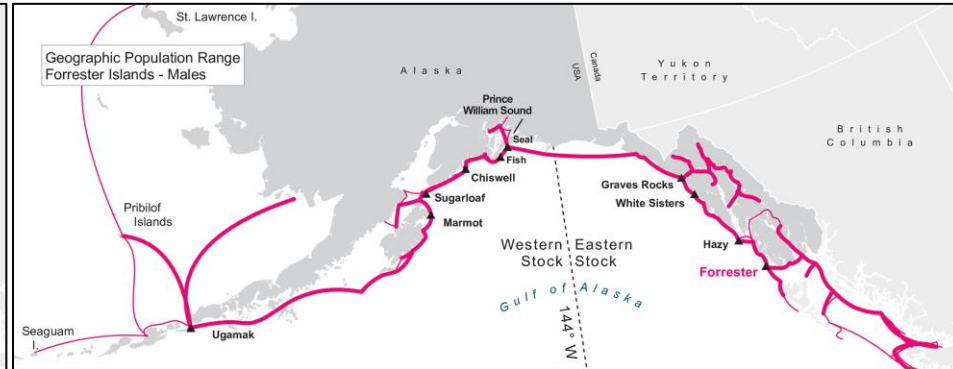 St. Lawrence I.
Geographic Population Range
Forrester Islands - Males
Alaska
USA
Canada
Yukon
Territory
British
Columbia
Prince
William Sound
Seal
Fish
Chiswell
Sugarloaf
Marmot
Graves Rocks
White Sisters
Hazy
Forrester
Pribilof
Islands
Western
Stock
Eastern
Stock
Gulf of Alaska
144° W
Seaguam
I.
Ugamak